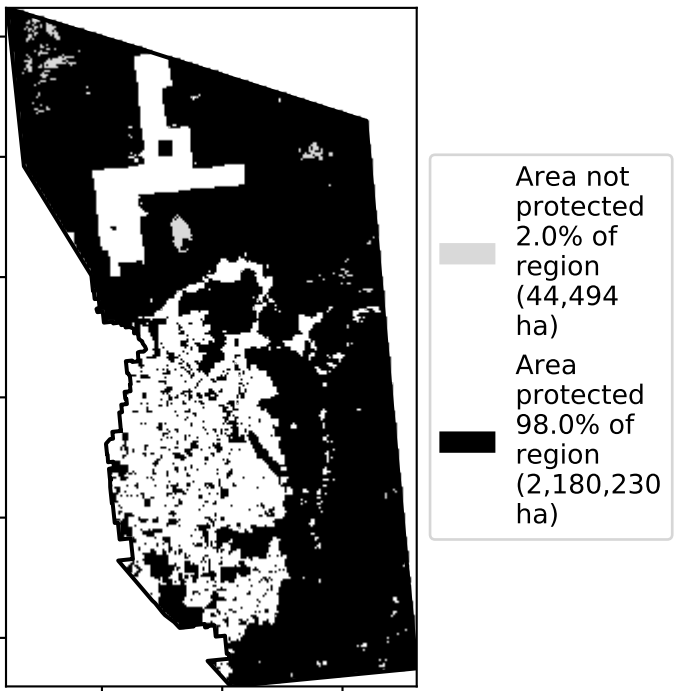 Area not
protected
2.0% of
region
(44,494
ha)
Area
protected
98.0% of
region
(2,180,230
ha)